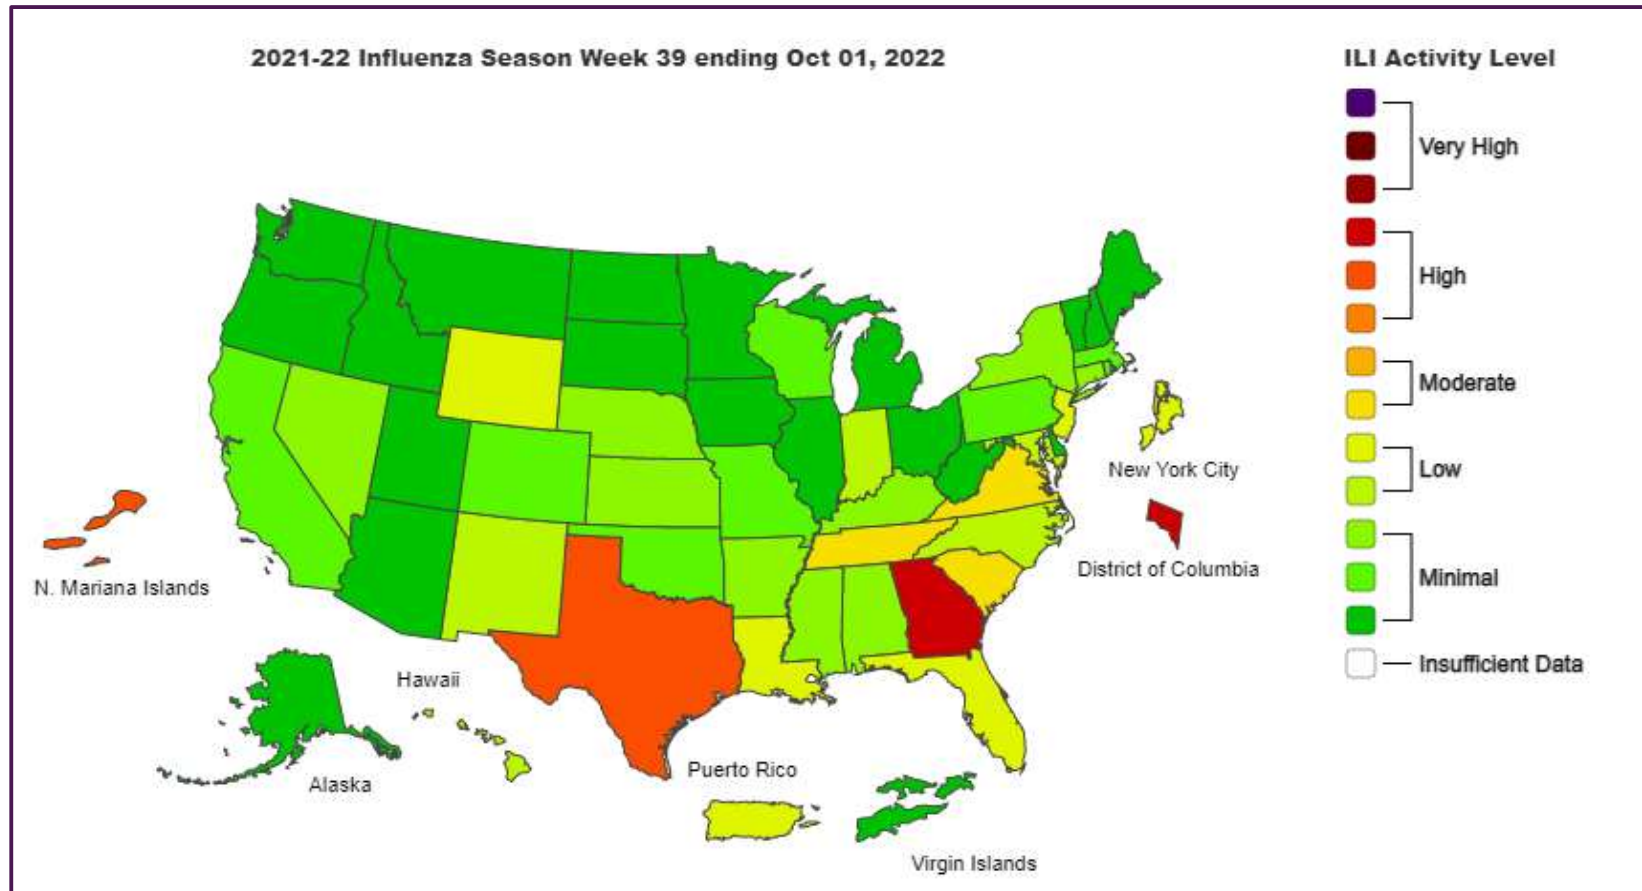 2021-22 Influenza Season Week 39 ending Oct 01, 2022
ILI Activity Level
Very High
High
Moderate
Low
Minimal
Insufficient Data
New York City
District of Columbia
N. Mariana Islands
Hawaii
Alaska
Puerto Rico
Virgin Islands